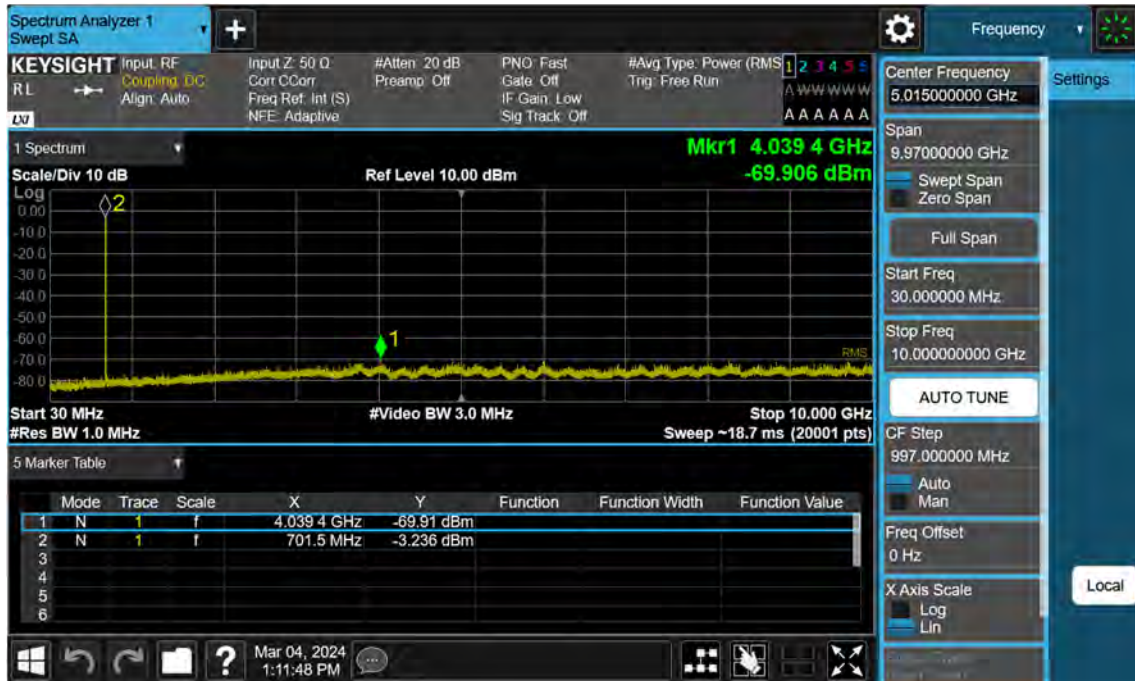 Spectrum Analyzer 1
Swept SA
+
Frequency
KEYSIGHT Input: RF Input Z: 50 Ω #Atten: 20 dB PNO: Fast #Avg Type: Power (RMS 1 2 3 4 5 6
RL Coupling: DC Corr CCorr Preamp: Off Gate: Off Trig: Free Run
Align: Auto Freq Ref: Int (S) IF Gain: Low A W W W W W
LXI NFE: Adaptive Sig Track: Off A A A A A A
Center Frequency
5.015000000 GHz
Settings
Span
9.97000000 GHz
Swept Span
Zero Span
Full Span
Start Freq
30.000000 MHz
Stop Freq
10.000000000 GHz
AUTO TUNE
CF Step
997.000000 MHz
Auto
Man
Freq Offset
0 Hz
X Axis Scale
Log
Lin
Local
1 Spectrum
Mkr1 4.039 4 GHz
Scale/Div 10 dB Ref Level 10.00 dBm -69.906 dBm
Log
0.00
-10.0
-20.0
-30.0
-40.0
-50.0
-60.0
-70.0
-80.0
2
1
RMS
Start 30 MHz #Video BW 3.0 MHz Stop 10.000 GHz
#Res BW 1.0 MHz Sweep ~18.7 ms (20001 pts)
5 Marker Table
Mode Trace Scale X Y Function Function Width Function Value
1 N 1 f 4.039 4 GHz -69.91 dBm
2 N 1 f 701.5 MHz -3.236 dBm
3
4
5
6
? Mar 04, 2024
1:11:48 PM